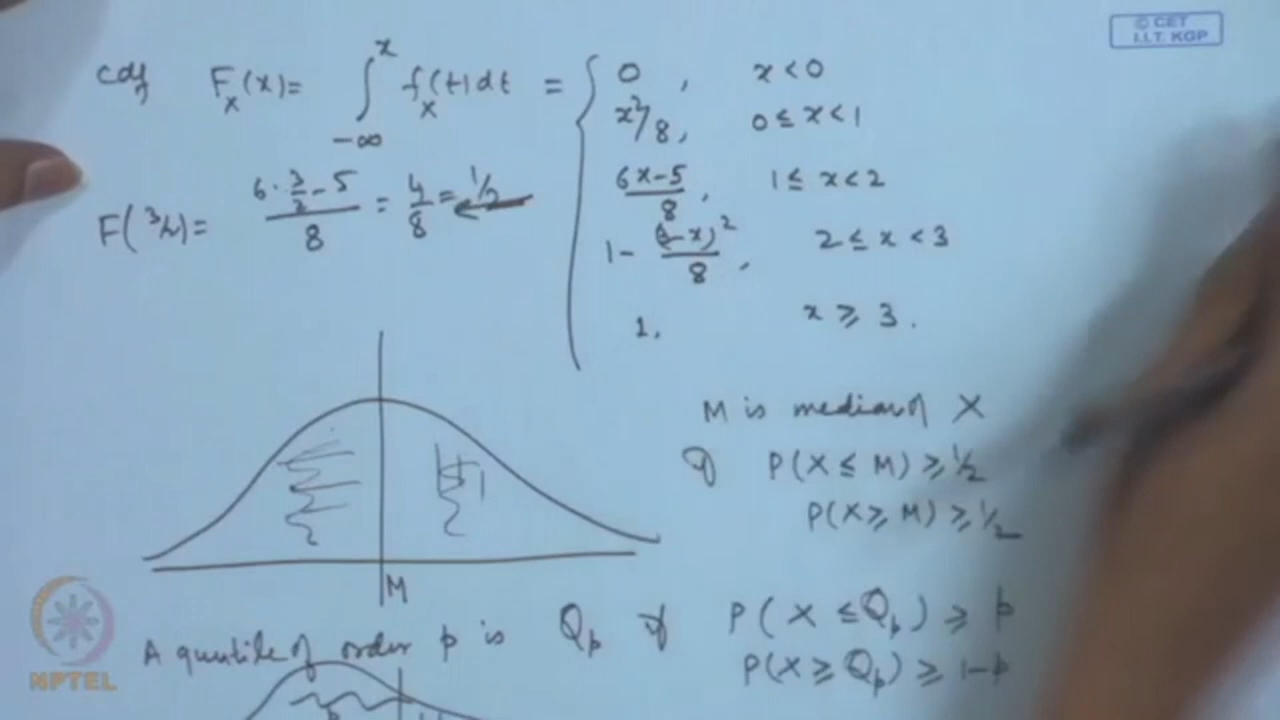 © CET
I.I.T. KGP
cdf F_X(x) = ∫_{-∞}^{x} f_X(t) dt = { 0 , x < 0
x²/8 , 0 ≤ x < 1
6x-5/8 , 1 ≤ x < 2
F(3/2) = 6·3/2-5/8 = 4/8 = 1/2
1 - (3-x)²/8 , 2 ≤ x < 3
1. x ≥ 3.
M is median of X
if P(X ≤ M) ≥ 1/2
P(X ≥ M) ≥ 1/2
M
A quantile of order p is Q_p if P(X ≤ Q_p) ≥ p
P(X ≥ Q_p) ≥ 1-p
NPTEL